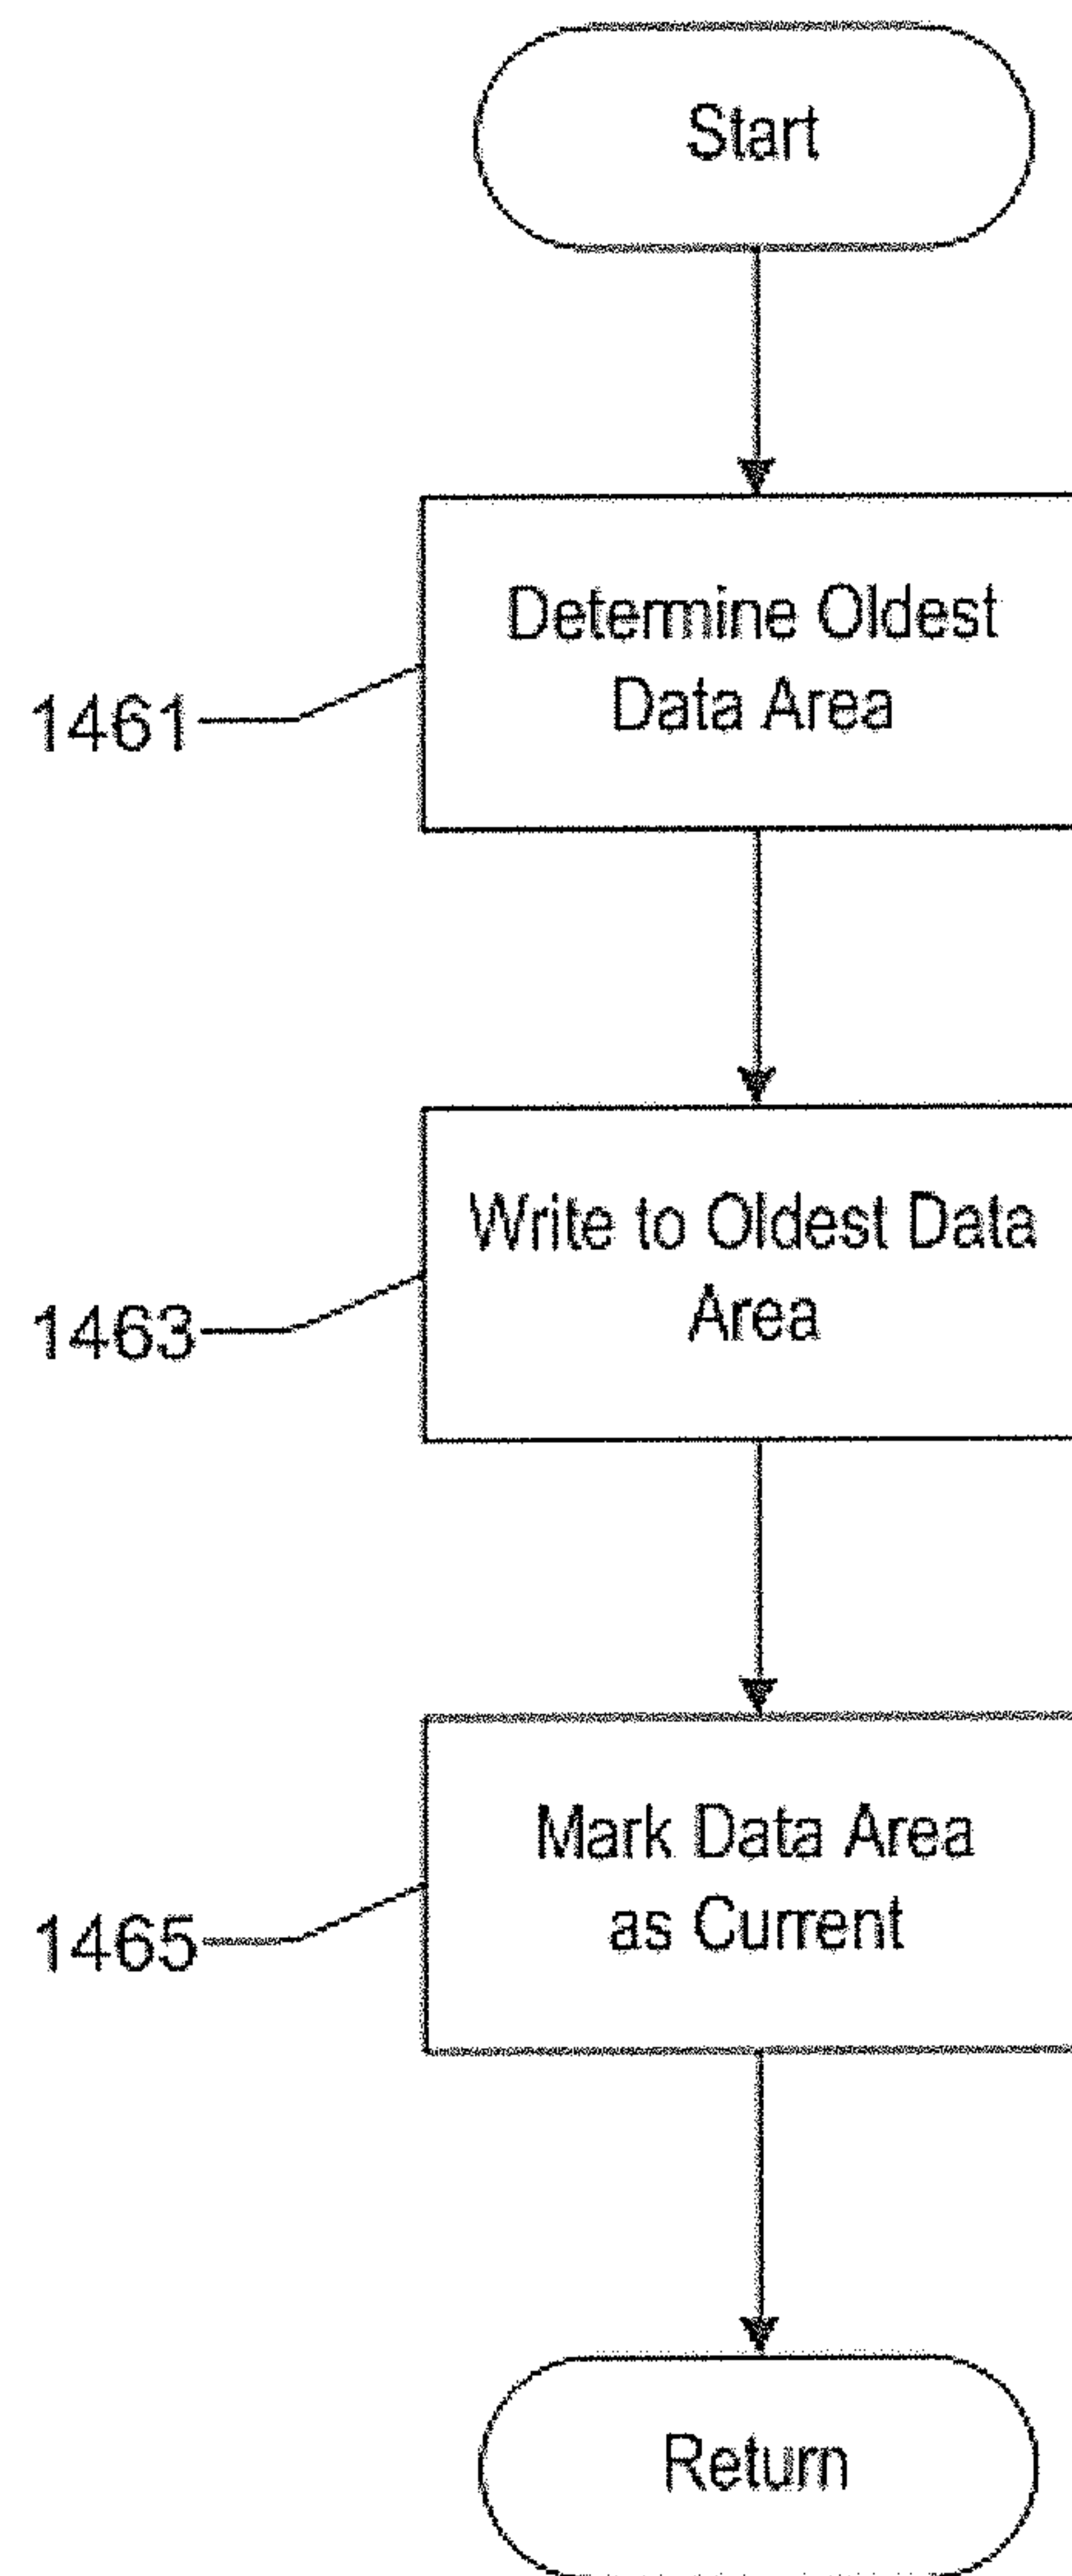 Start
Determine Oldest
Data Area
1461
Write to Oldest Data
Area
1463
Mark Data Area
as Current
1465
Return